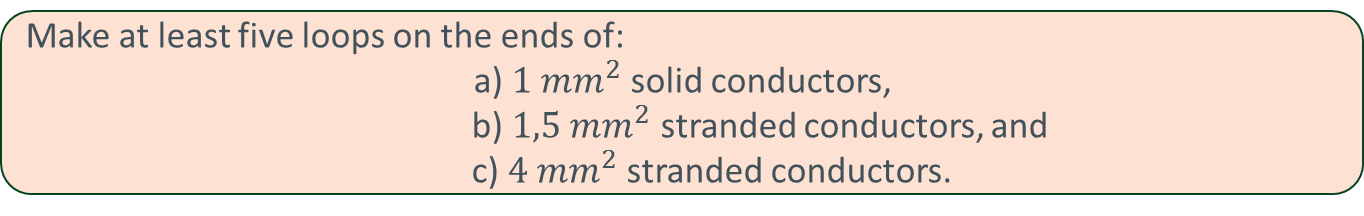 Make at least five loops on the ends of:
a) 1 mm² solid conductors,
b) 1,5 mm² stranded conductors, and
c) 4 mm² stranded conductors.